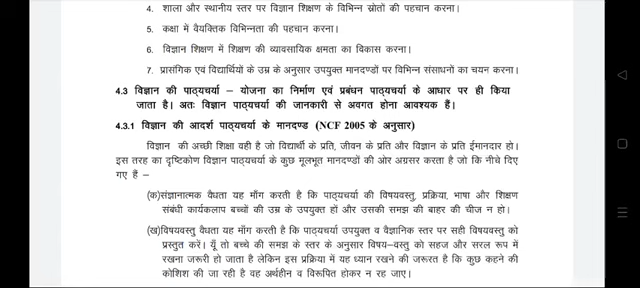 4. शाला और स्थानीय स्तर पर विज्ञान शिक्षण के विभिन्न स्रोतों की पहचान करना।
5. कक्षा में वैयक्तिक विभिन्नता की पहचान करना।
6. विज्ञान शिक्षण में शिक्षण की व्यावसायिक क्षमता का विकास करना।
7. प्रासंगिक एवं विद्यार्थियों के उम्र के अनुसार उपयुक्त मानदण्डों पर विभिन्न संसाधनों का चयन करना।
4.3 विज्ञान की पाठ्यचर्या – योजना का निर्माण एवं प्रबंधन पाठ्यचर्या के आधार पर ही किया
जाता है। अतः विज्ञान पाठ्यचर्या की जानकारी से अवगत होना आवश्यक हैं।
4.3.1 विज्ञान की आदर्श पाठ्यचर्या के मानदण्ड (NCF 2005 के अनुसार)
विज्ञान की अच्छी शिक्षा वही है जो विद्यार्थी के प्रति, जीवन के प्रति और विज्ञान के प्रति ईमानदार हो।
इस तरह का दृष्टिकोण विज्ञान पाठ्यचर्या के कुछ मूलभूत मानदण्डों की ओर अग्रसर करता है जो कि नीचे दिए
गए हैं –
(क)संज्ञानात्मक वैधता यह माँग करती है कि पाठ्यचर्या की विषयवस्तु, प्रक्रिया, भाषा और शिक्षण
संबंधी कार्यकलाप बच्चों की उम्र के उपयुक्त हों और उसकी समझ की बाहर की चीज न हो।
(ख)विषयवस्तु वैधता यह माँग करती है कि पाठ्यचर्या उपयुक्त व वैज्ञानिक स्तर पर सही विषयवस्तु को
प्रस्तुत करें। यूँ तो बच्चे की समझ के स्तर के अनुसार विषय–वस्तु को सहज और सरल रूप में
रखना जरूरी हो जाता है लेकिन इस प्रक्रिया में यह ध्यान रखने की जरूरत है कि कुछ कहने की
कोशिश की जा रही है वह अर्थहीन व विरूपित होकर न रह जाए।